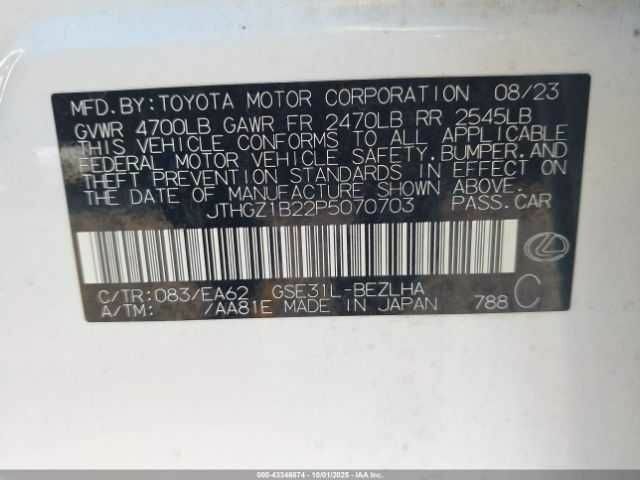 MFD.BY:TOYOTA MOTOR CORPORATION 08/23
GVWR 4700LB GAWR FR 2470LB RR 2545LB
THIS VEHICLE CONFORMS TO ALL APPLICABLE
FEDERAL MOTOR VEHICLE SAFETY,BUMPER,AND
THEFT PREVENTION STANDARDS IN EFFECT ON
THE DATE OF MANUFACTURE SHOWN ABOVE.
JTHGZ1B22P5070703 PASS.CAR
C/TR:083/EA62 GSE31L-BEZLHA
A/TM: /AA81E MADE IN JAPAN 788 C
000-43346674 | 10/01/2025 | IAA Inc.